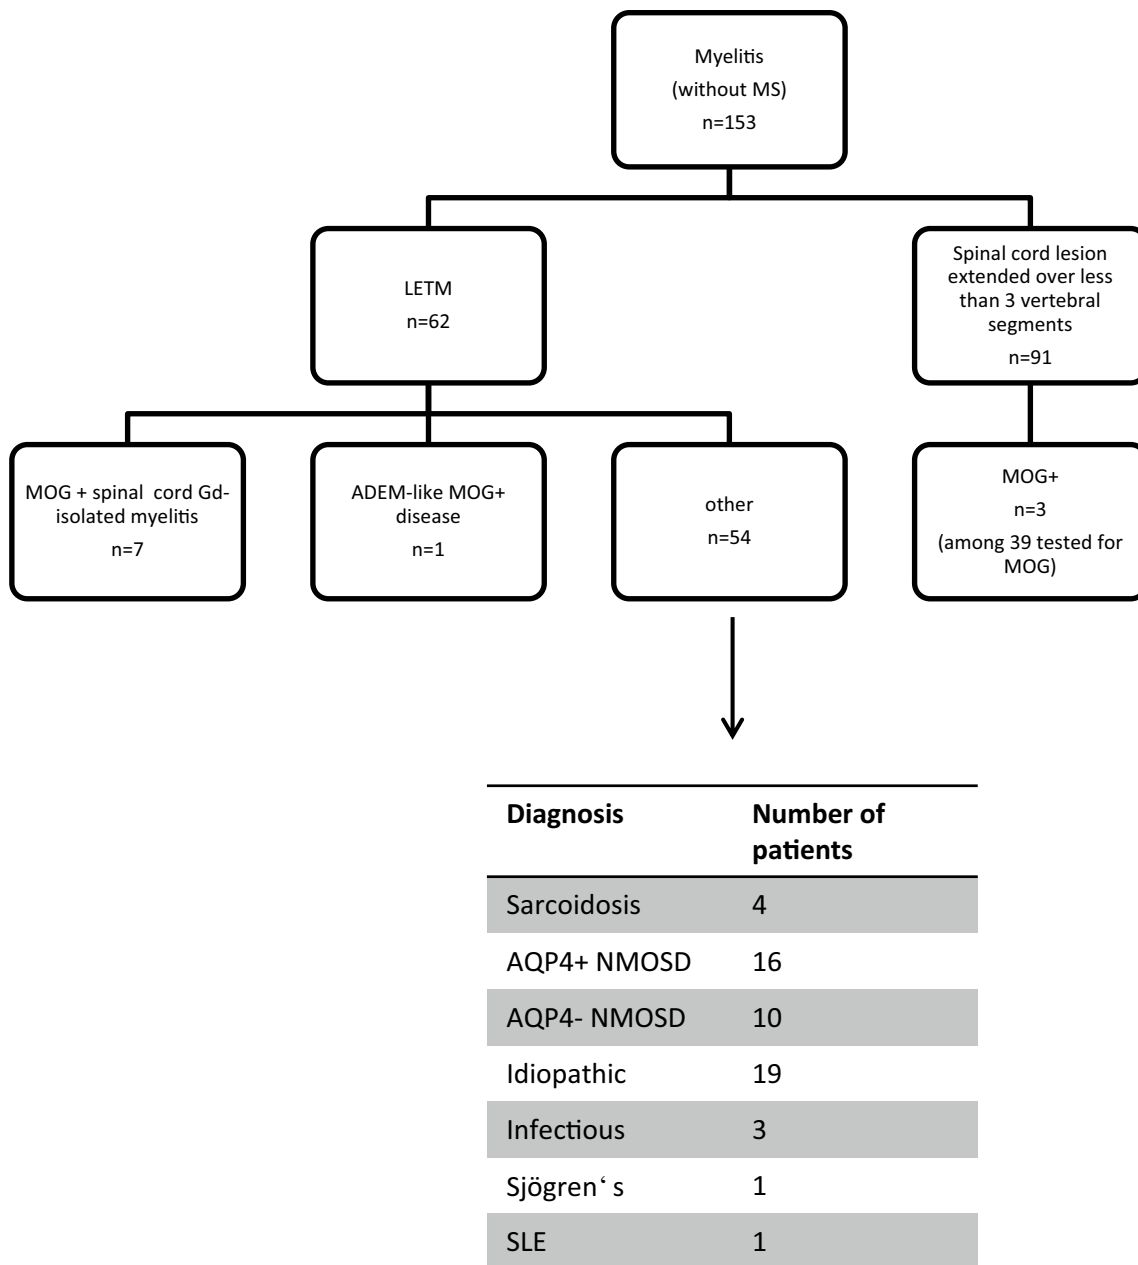 Myelitis
(without MS)
n=153
LETM
n=62
Spinal cord lesion
extended over less
than 3 vertebral
segments
n=91
MOG + spinal cord Gd-
isolated myelitis
n=7
ADEM-like MOG+
disease
n=1
other
n=54
MOG+
n=3
(among 39 tested for
MOG)
Diagnosis Number of
patients
Sarcoidosis 4
AQP4+ NMOSD 16
AQP4- NMOSD 10
Idiopathic 19
Infectious 3
Sjögren‘ s 1
SLE 1